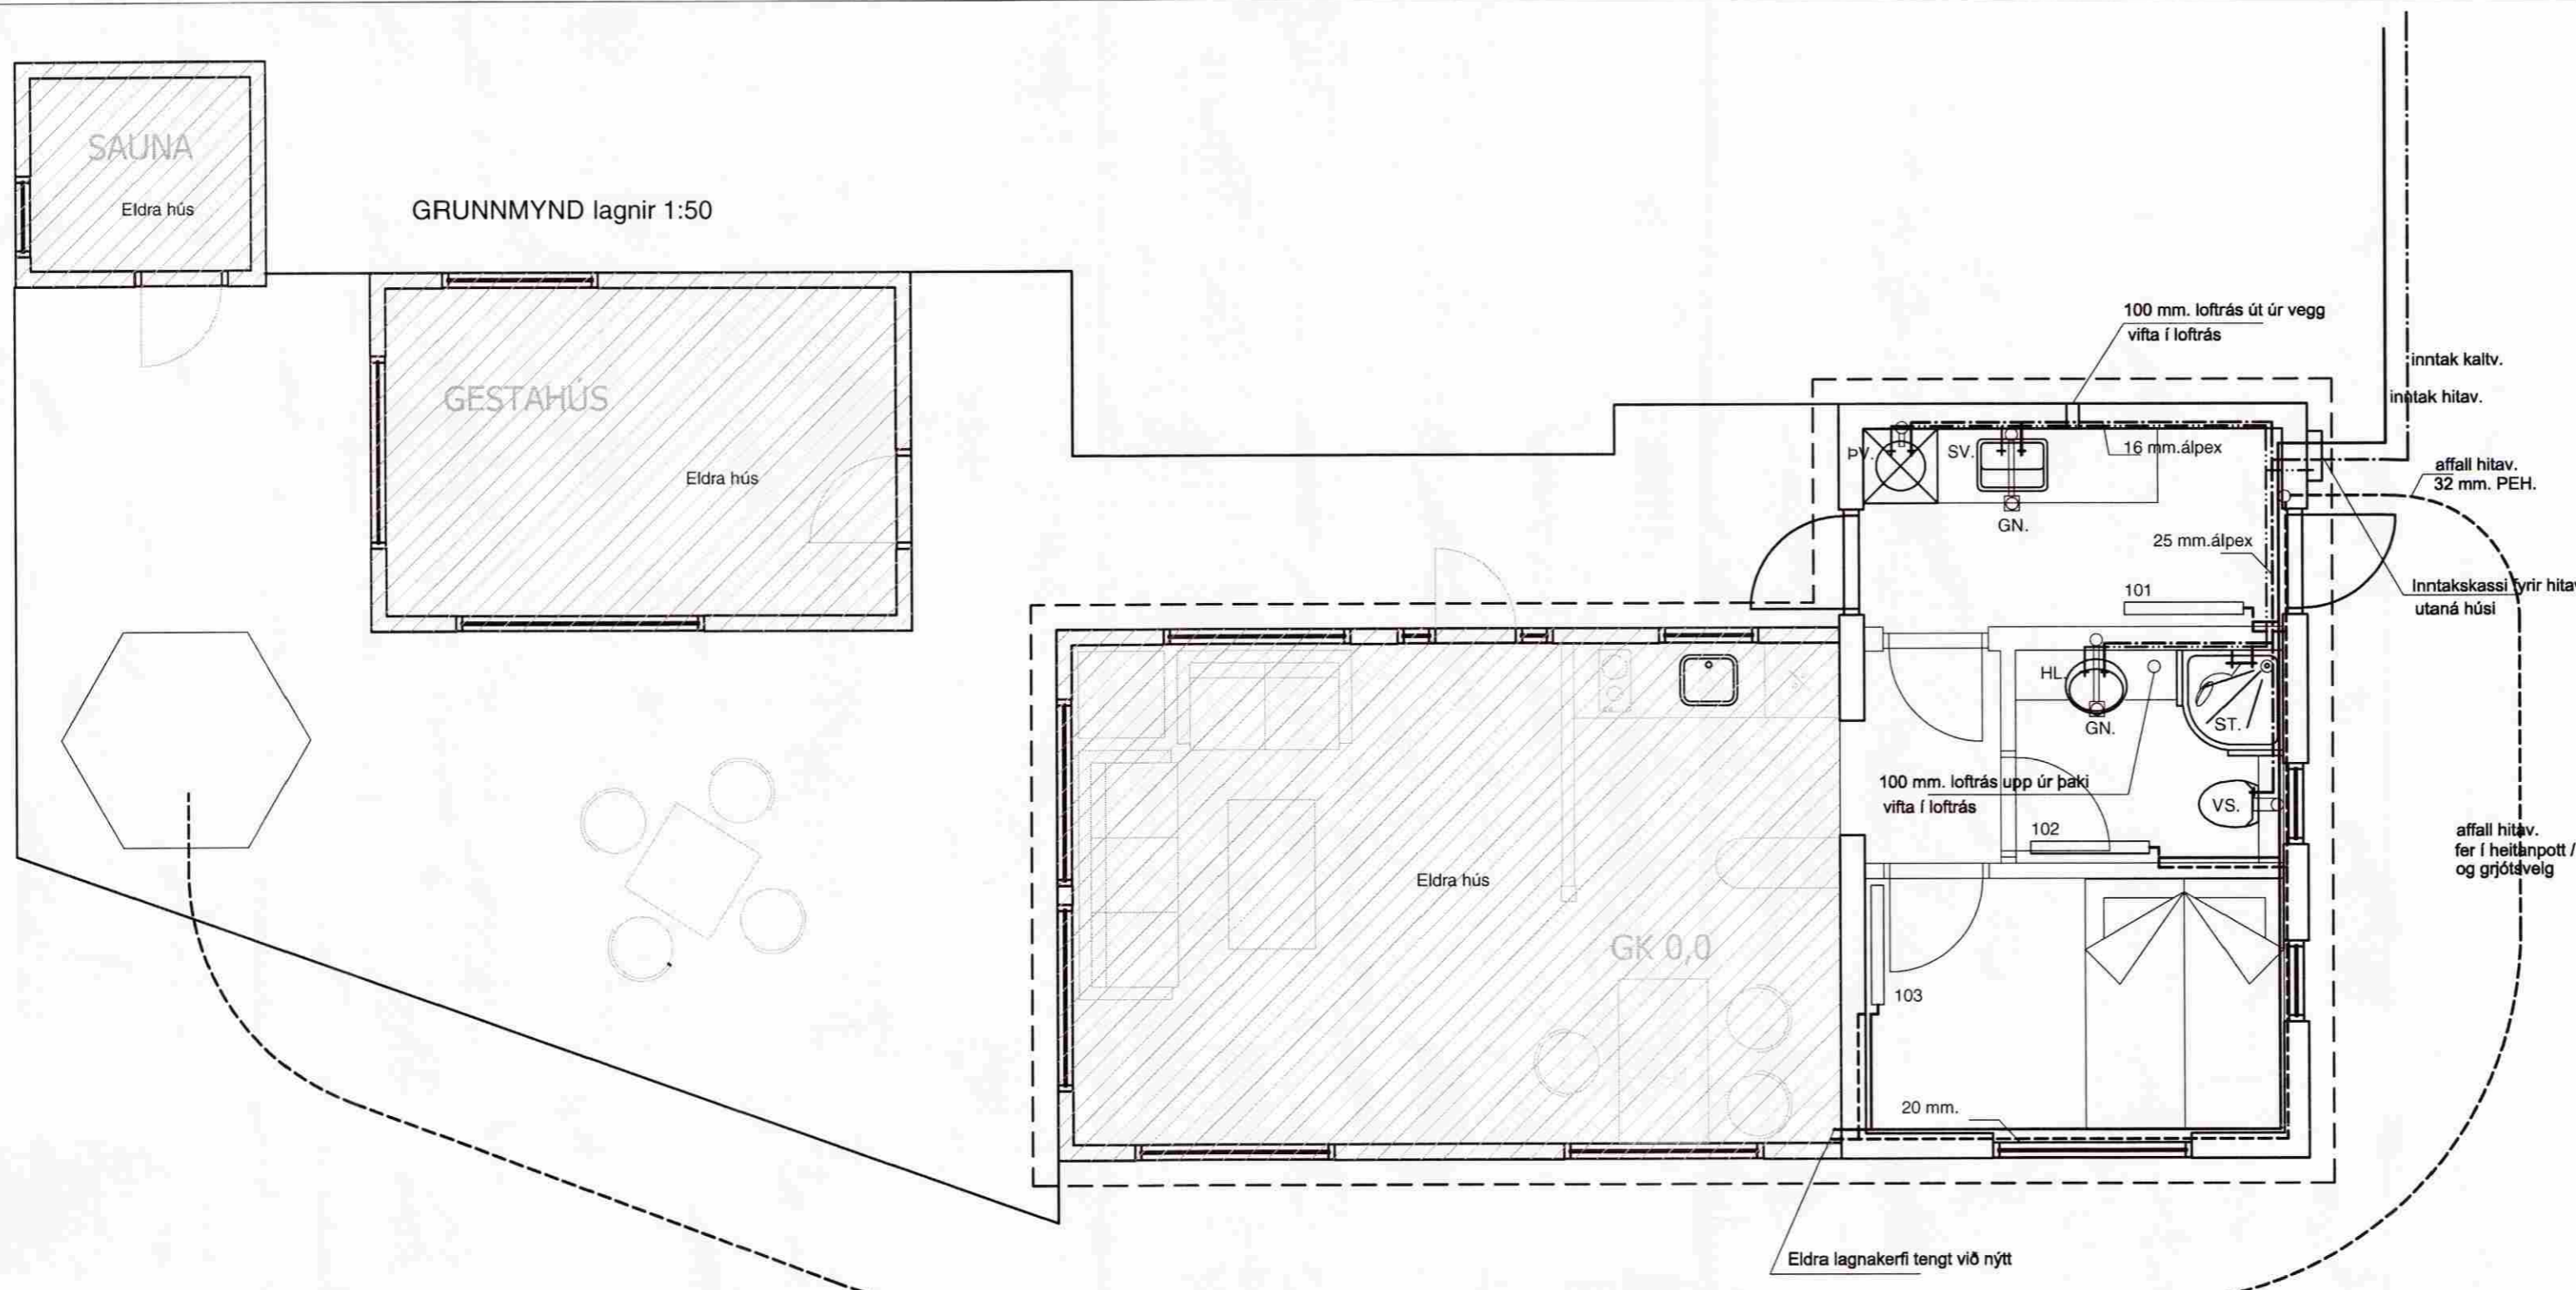 SAUNA
Eldra hús
GRUNNMYND lagnir 1:50
GESTAHÚS
Eldra hús
100 mm. loftrás út úr vegg
vifta í loftrás
inntak kaltv.
inntak hitav.
ÞV.
SV.
16 mm.álpex
GN.
affall hitav.
32 mm. PEH.
25 mm.álpex
101
Inntakskassi fyrir hitav
utaná húsi
HL.
GN.
ST.
100 mm. loftrás upp úr þaki
vifta í loftrás
VS.
102
affall hitav.
fer í heitanpott /
og grjótsvelg
Eldra hús
GK 0,0
103
20 mm.
Eldra lagnakerfi tengt við nýtt